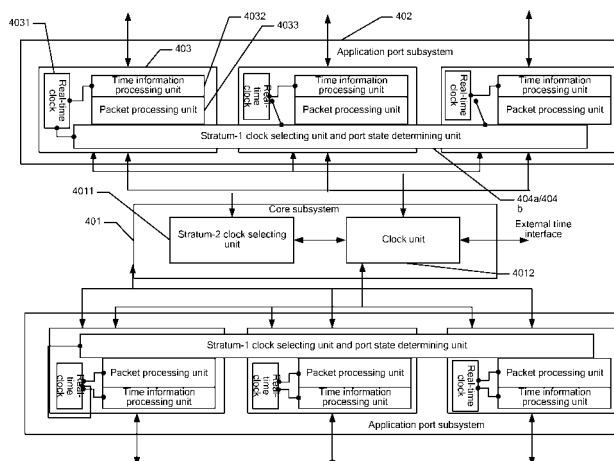 4031
403
4032
4033
402
Application port subsystem
Real-time clock
Time information processing unit
Packet processing unit
Real-time clock
Time information processing unit
Packet processing unit
Real-time clock
Time information processing unit
Packet processing unit
Stratum-1 clock selecting unit and port state determining unit
404a/404
b
4011
401
Core subsystem
Stratum-2 clock selecting
unit
Clock unit
External time
interface
4012
Stratum-1 clock selecting unit and port state determining unit
Real-time clock
Packet processing unit
Time information
processing unit
Real-time clock
Packet processing unit
Time information
processing unit
Real-time clock
Packet processing unit
Time information
processing unit
Application port subsystem